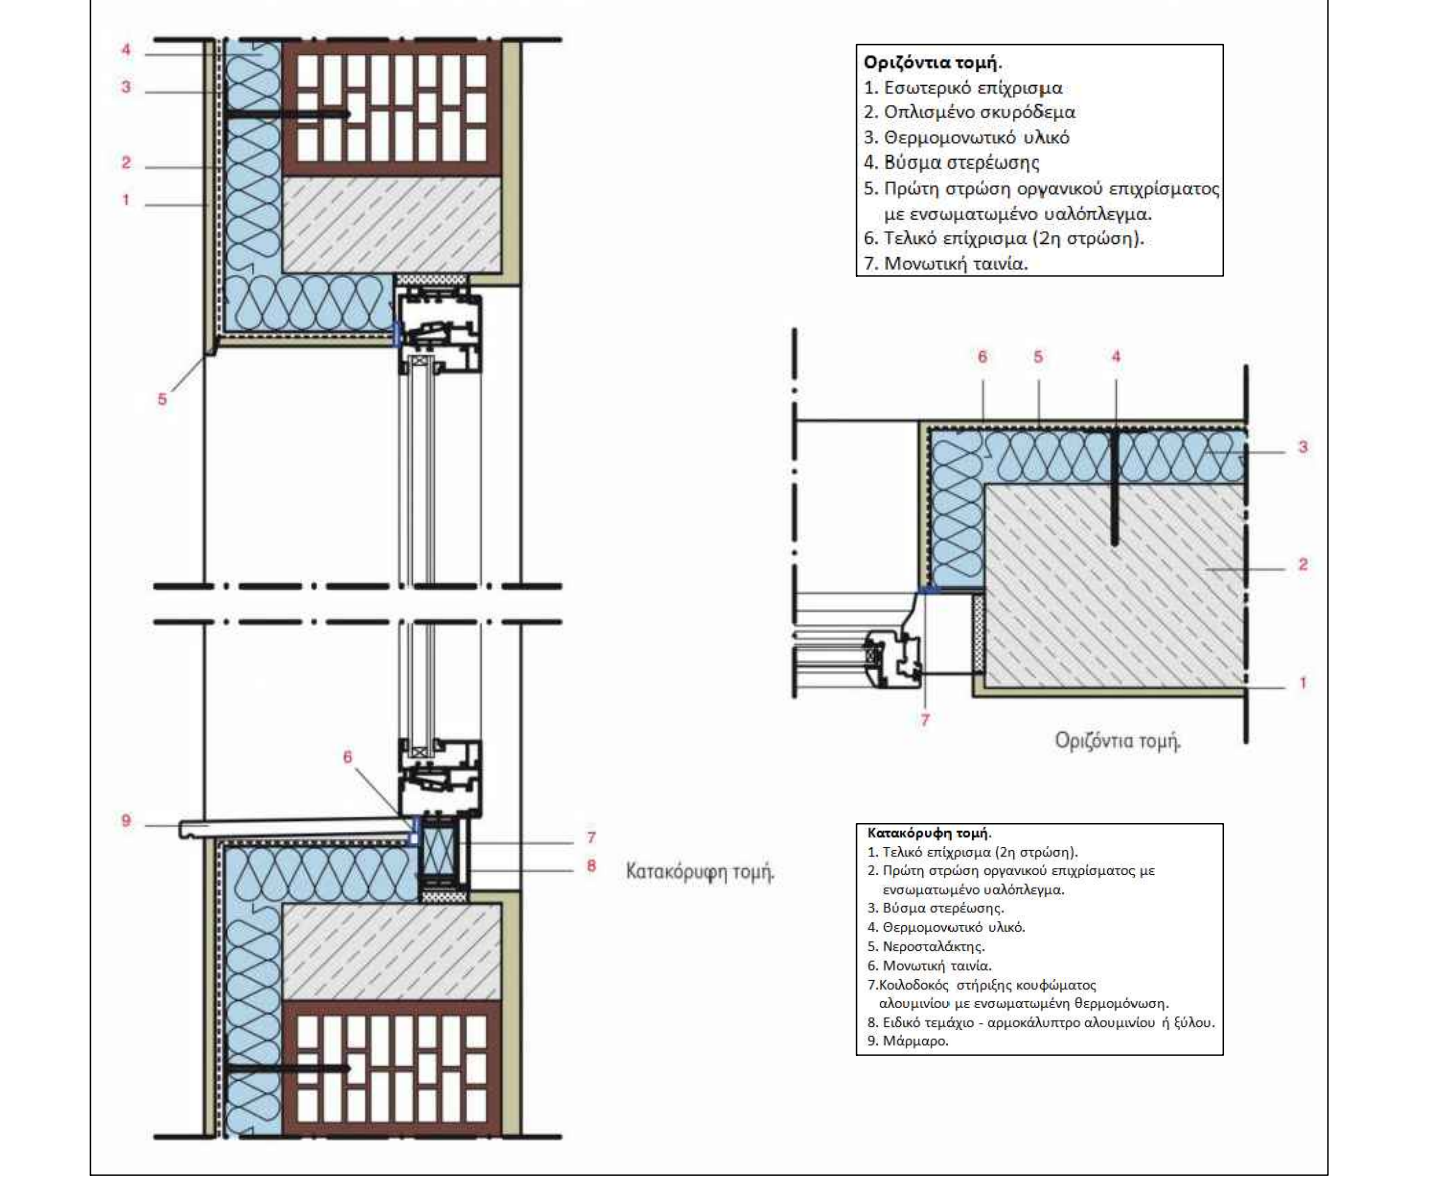 4
3
2
1
5
6
9
7
8
Κατακόρυφη τομή.
Οριζόντια τομή.
1. Εσωτερικό επίχρισμα
2. Οπλισμένο σκυρόδεμα
3. Θερμομονωτικό υλικό
4. Βύσμα στερέωσης
5. Πρώτη στρώση οργανικού επιχρίσματος
με ενσωματωμένο υαλόπλεγμα.
6. Τελικό επίχρισμα (2η στρώση).
7. Μονωτική ταινία.
6 5 4
3
2
1
7
Οριζόντια τομή.
Κατακόρυφη τομή.
1. Τελικό επίχρισμα (2η στρώση).
2. Πρώτη στρώση οργανικού επιχρίσματος με
ενσωματωμένο υαλόπλεγμα.
3. Βύσμα στερέωσης.
4. Θερμομονωτικό υλικό.
5. Νεροσταλάκτης.
6. Μονωτική ταινία.
7.Κοιλοδοκός στήριξης κουφώματος
αλουμινίου με ενσωματωμένη θερμομόνωση.
8. Ειδικό τεμάχιο - αρμοκάλυπτρο αλουμινίου ή ξύλου.
9. Μάρμαρο.